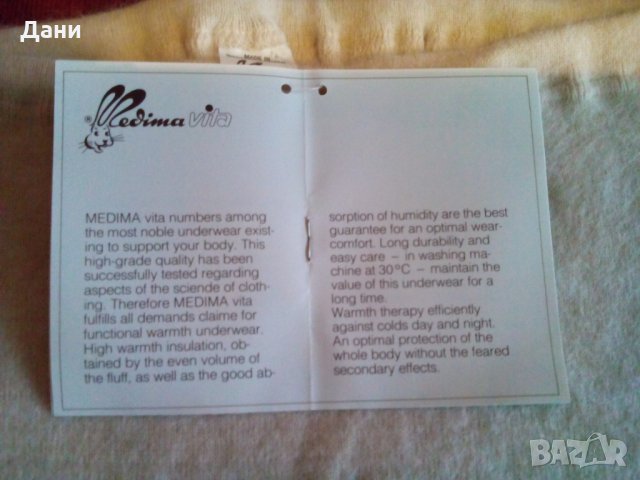 Дани
MADE IN
® Medima vita
MEDIMA vita numbers among
the most noble underwear exist-
ing to support your body. This
high-grade quality has been
successfully tested regarding
aspects of the sciende of cloth-
ing. Therefore MEDIMA vita
fulfills all demands claime for
functional warmth underwear.
High warmth insulation, ob-
tained by the even volume of
the fluff, as well as the good ab-
sorption of humidity are the best
guarantee for an optimal wear-
comfort. Long durability and
easy care – in washing ma-
chine at 30°C – maintain the
value of this underwear for a
long time.
Warmth therapy efficiently
against colds day and night.
An optimal protection of the
whole body without the feared
secondary effects.
BAZAR